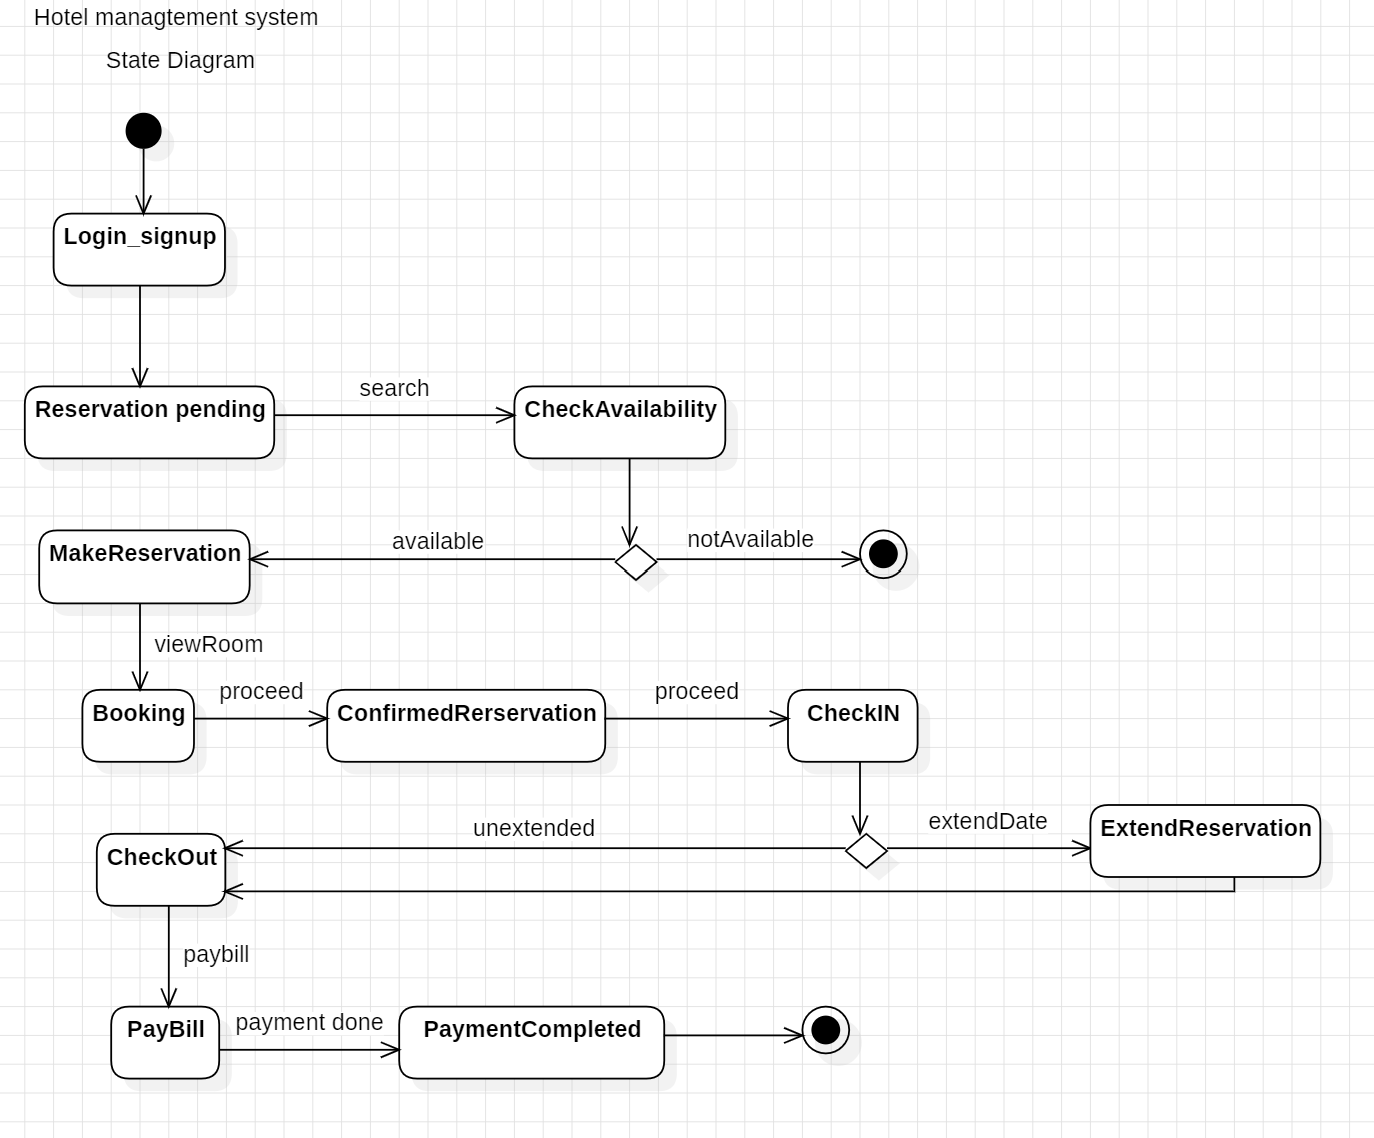 Hotel managtement system
State Diagram
Login_signup
Reservation pending
search
CheckAvailability
MakeReservation
available
notAvailable
viewRoom
Booking
proceed
ConfirmedRerservation
proceed
CheckIN
CheckOut
unextended
extendDate
ExtendReservation
paybill
PayBill
payment done
PaymentCompleted